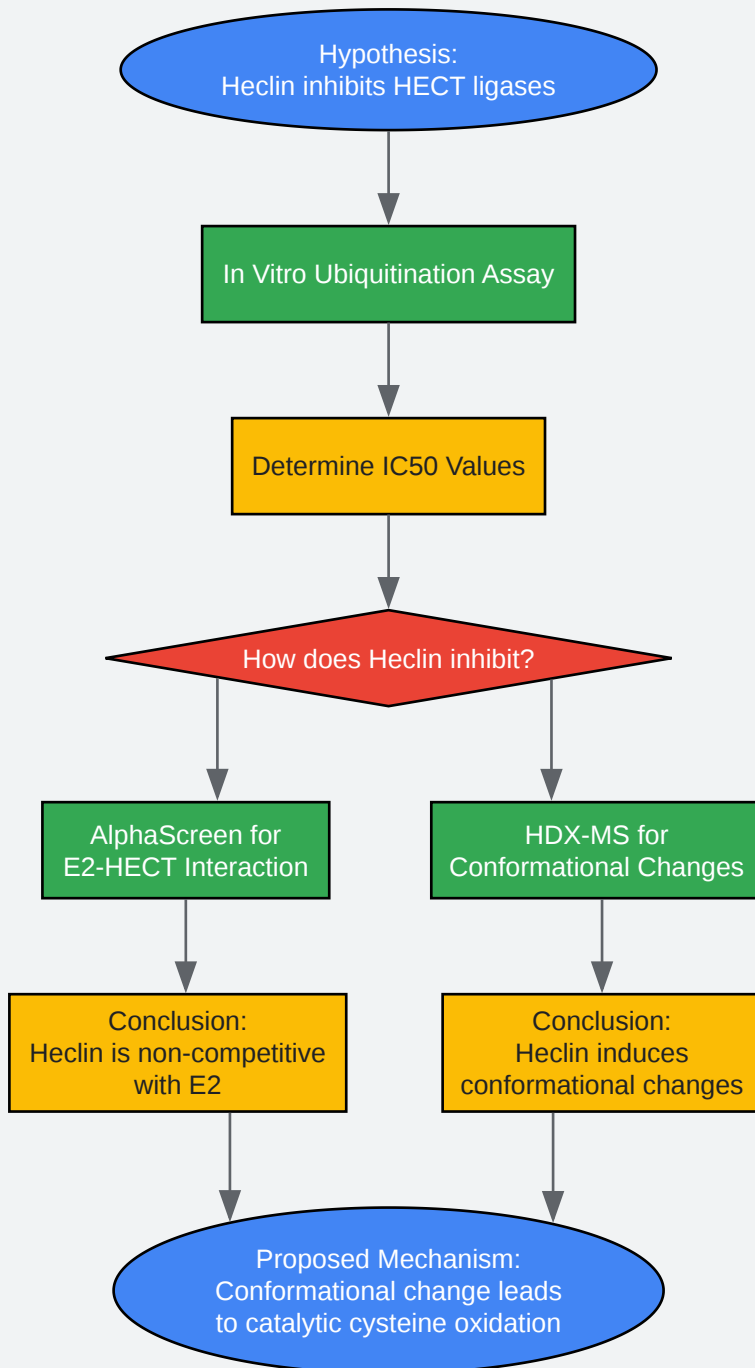 Hypothesis:
Heclin inhibits HECT ligases
In Vitro Ubiquitination Assay
Determine IC50 Values
How does Heclin inhibit?
AlphaScreen for
E2-HECT Interaction
HDX-MS for
Conformational Changes
Conclusion:
Heclin is non-competitive
with E2
Conclusion:
Heclin induces
conformational changes
Proposed Mechanism:
Conformational change leads
to catalytic cysteine oxidation